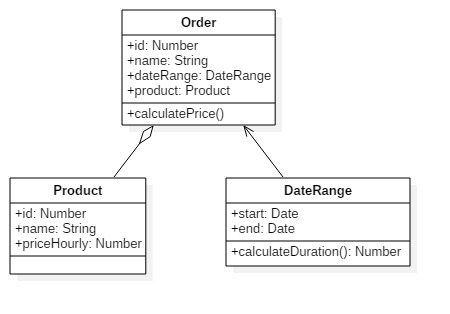 Order
+id: Number
+name: String
+dateRange: DateRange
+product: Product
+calculatePrice()
Product
+id: Number
+name: String
+priceHourly: Number
DateRange
+start: Date
+end: Date
+calculateDuration(): Number